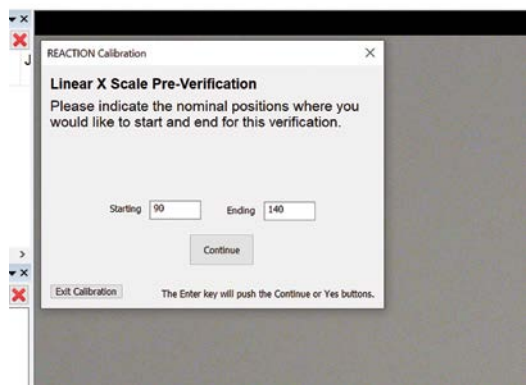 J
REACTION Calibration
Linear X Scale Pre-Verification
Please indicate the nominal positions where you
would like to start and end for this verification.
Starting 90 Ending 140
Continue
Exit Calibration The Enter key will push the Continue or Yes buttons.